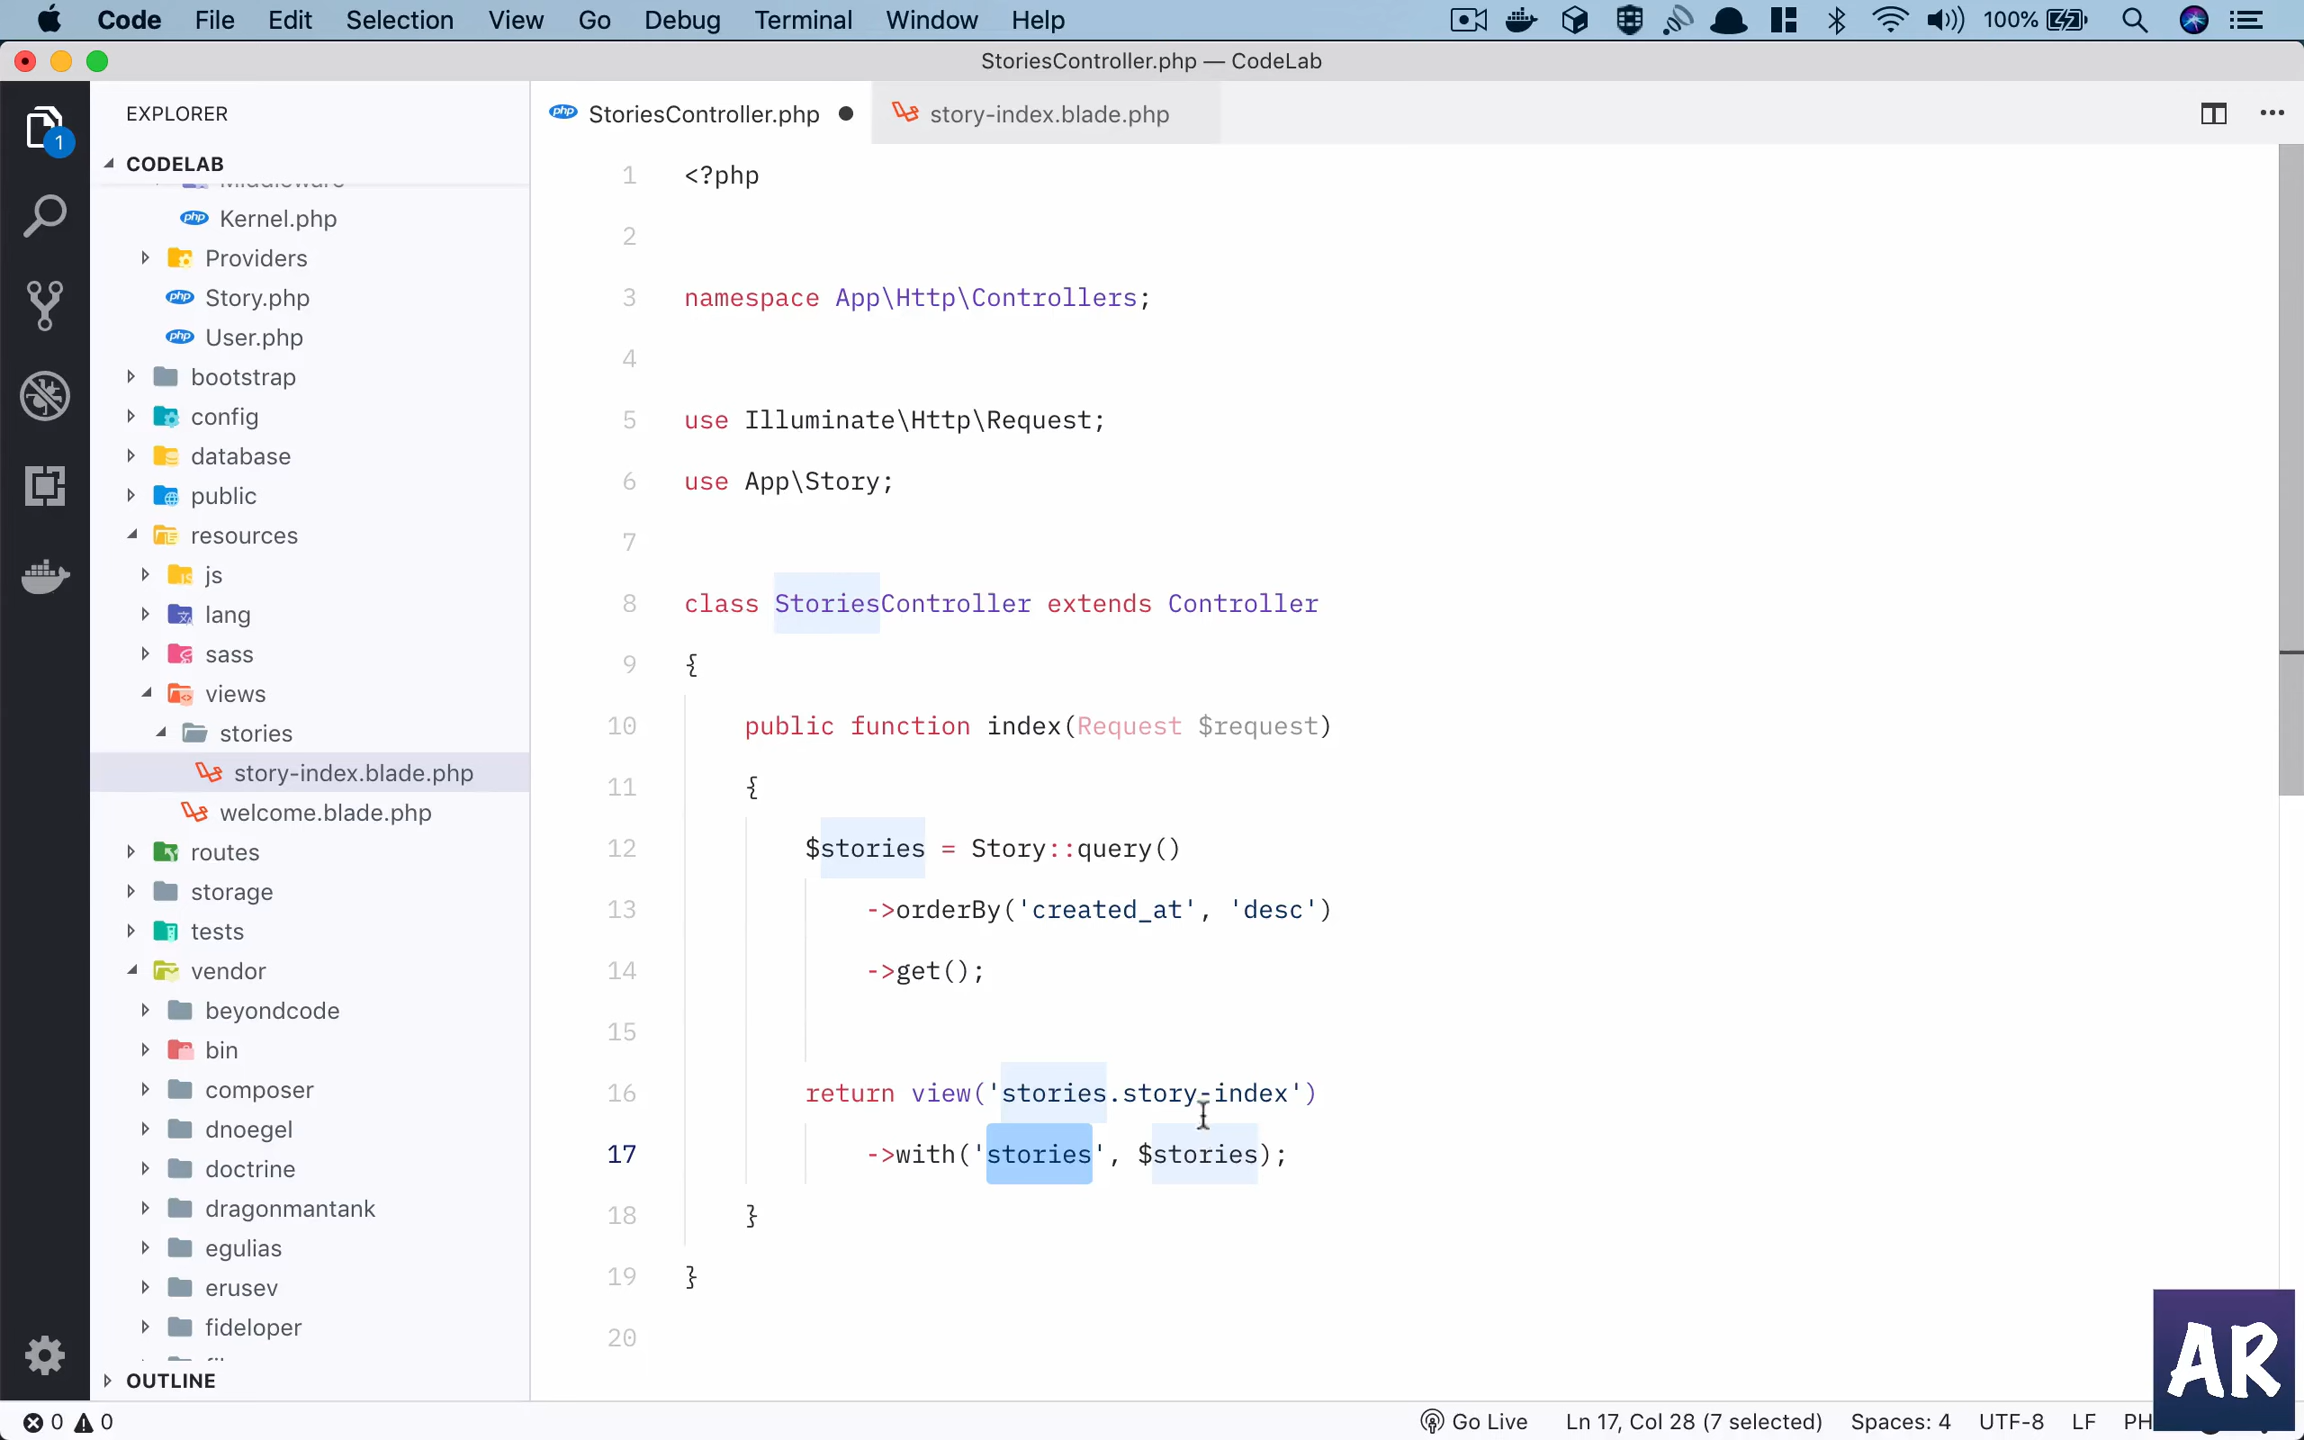 Code File Edit Selection View Go Debug Terminal Window Help 100%
StoriesController.php — CodeLab
EXPLORER
StoriesController.php
story-index.blade.php
1
CODELAB
Kernel.php
Providers
Story.php
User.php
bootstrap
config
database
public
resources
js
lang
sass
views
stories
story-index.blade.php
welcome.blade.php
routes
storage
tests
vendor
beyondcode
bin
composer
dnoegel
doctrine
dragonmantank
egulias
erusev
fideloper
OUTLINE
1 <?php
2
3 namespace App\Http\Controllers;
4
5 use Illuminate\Http\Request;
6 use App\Story;
7
8 class StoriesController extends Controller
9 {
10 public function index(Request $request)
11 {
12 $stories = Story::query()
13 ->orderBy('created_at', 'desc')
14 ->get();
15
16 return view('stories.story-index')
17 ->with('stories', $stories);
18 }
19 }
20
AR
0 0 Go Live Ln 17, Col 28 (7 selected) Spaces: 4 UTF-8 LF PH